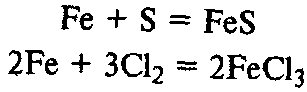 Fe + S = FeS
2Fe + 3Cl₂ = 2FeCl₃